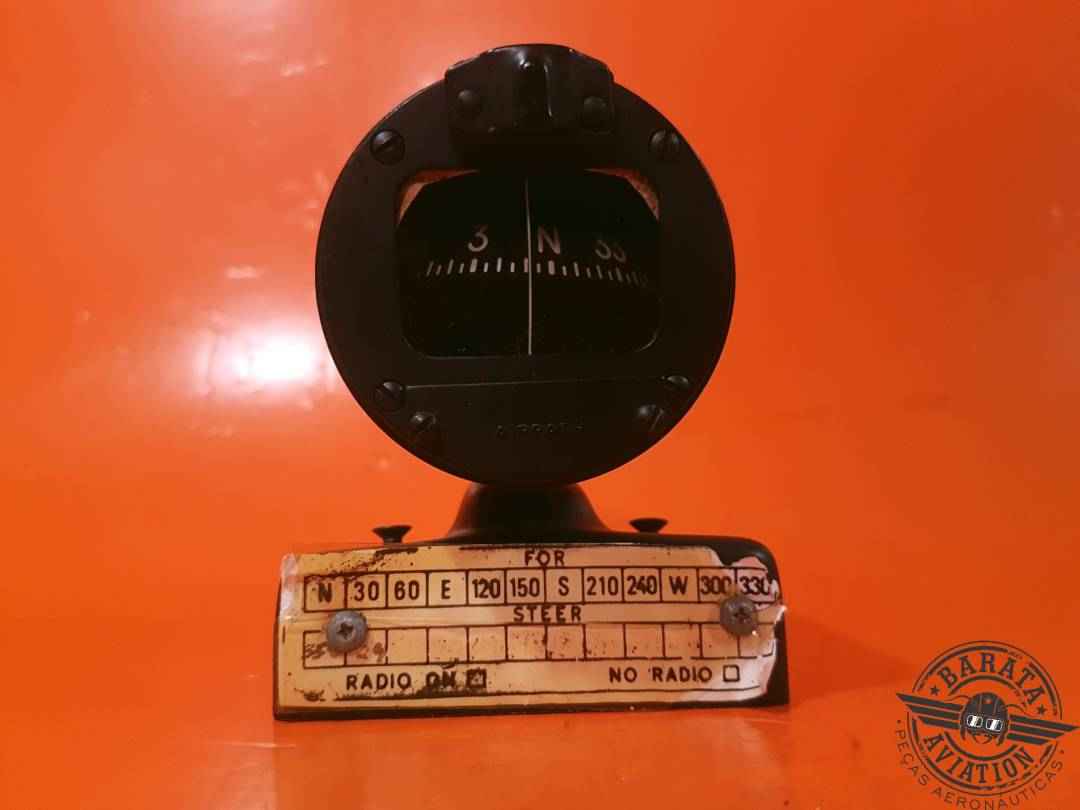 3 N 33
AIRPATH
FOR
N 30 60 E 120 150 S 210 240 W 300 330
STEER
RADIO ON NO RADIO
BARATA
AVIATION
PEÇAS AERONÁUTICAS